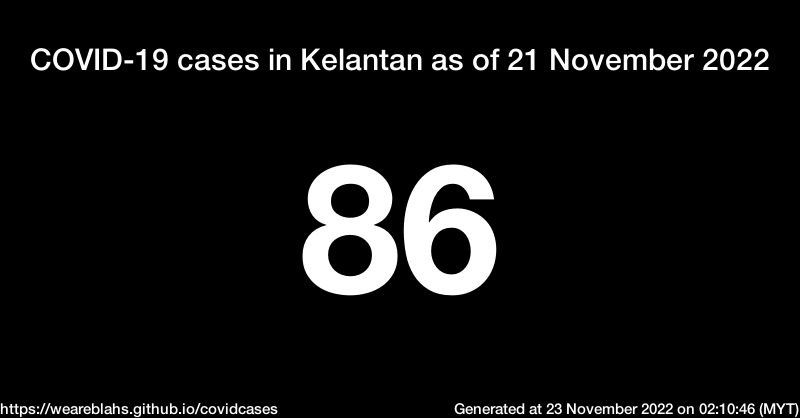 COVID-19 cases in Kelantan as of 21 November 2022
86
https://weareblahs.github.io/covidcases
Generated at 23 November 2022 on 02:10:46 (MYT)